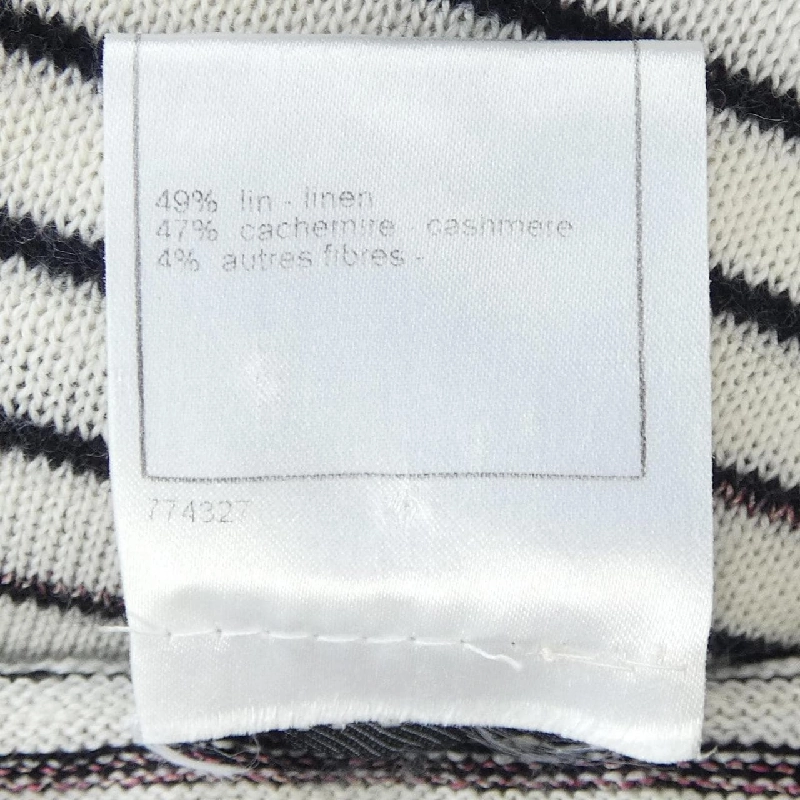 49% lin - linen
47% cachemire - cashmere
4% autres fibres -
774327